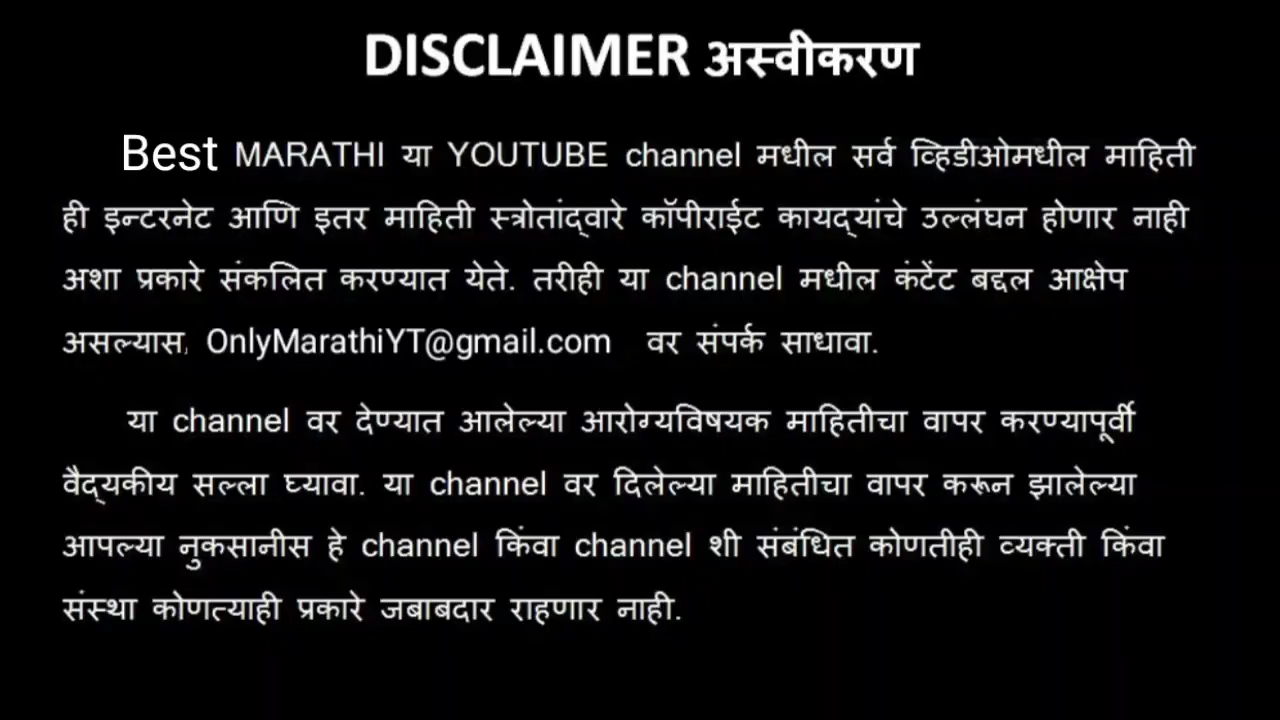 DISCLAIMER अस्वीकरण
Best MARATHI या YOUTUBE channel मधील सर्व व्हिडीओमधील माहिती
ही इन्टरनेट आणि इतर माहिती स्त्रोतांद्वारे कॉपीराईट कायद्यांचे उल्लंघन होणार नाही
अशा प्रकारे संकलित करण्यात येते. तरीही या channel मधील कंटेंट बद्दल आक्षेप
असल्यास, OnlyMarathiYT@gmail.com वर संपर्क साधावा.
या channel वर देण्यात आलेल्या आरोग्यविषयक माहितीचा वापर करण्यापूर्वी
वैद्यकीय सल्ला घ्यावा. या channel वर दिलेल्या माहितीचा वापर करून झालेल्या
आपल्या नुकसानीस हे channel किंवा channel शी संबंधित कोणतीही व्यक्ती किंवा
संस्था कोणत्याही प्रकारे जबाबदार राहणार नाही.